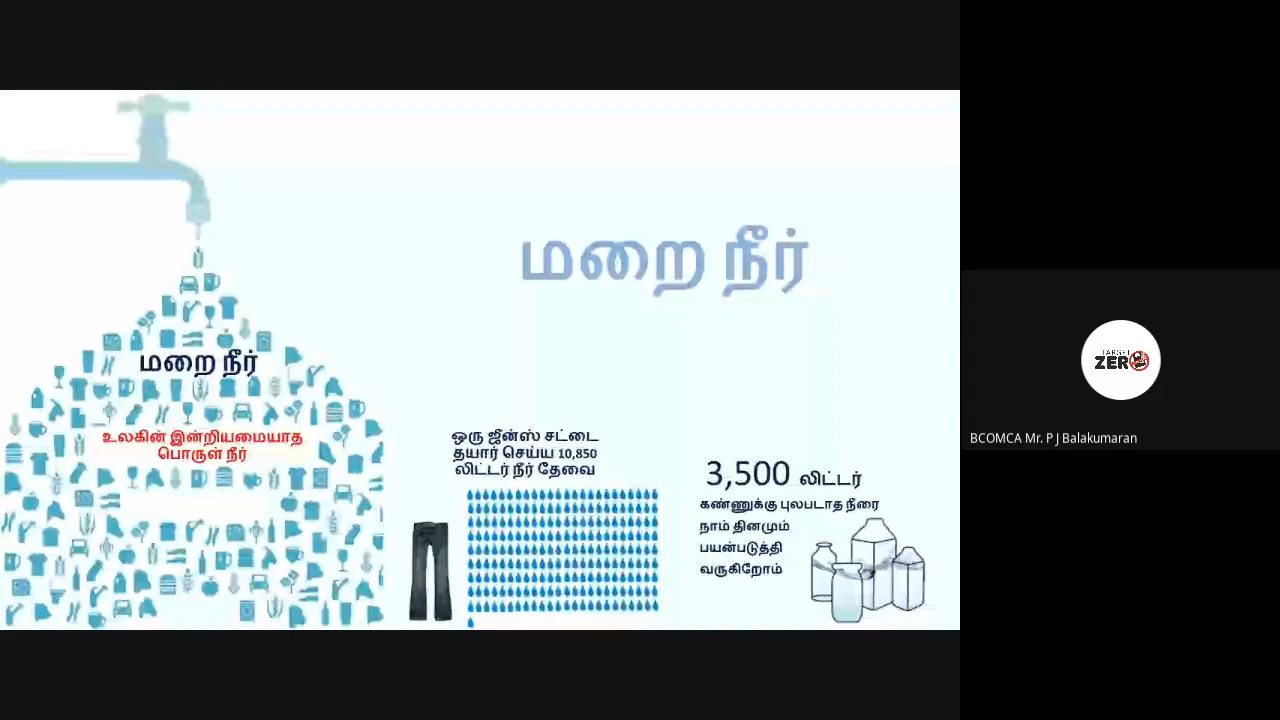 மறை நீர்
மறை நீர்
உலகின் இன்றியமையாத
பொருள் நீர்
ஒரு ஜீன்ஸ் சட்டை
தயார் செய்ய 10,850
லிட்டர் நீர் தேவை
3,500 லிட்டர்
கண்ணுக்கு புலபடாத நீரை
நாம் தினமும்
பயன்படுத்தி
வருகிறோம்
TARGET
ZERO
BCOMCA Mr. P J Balakumaran